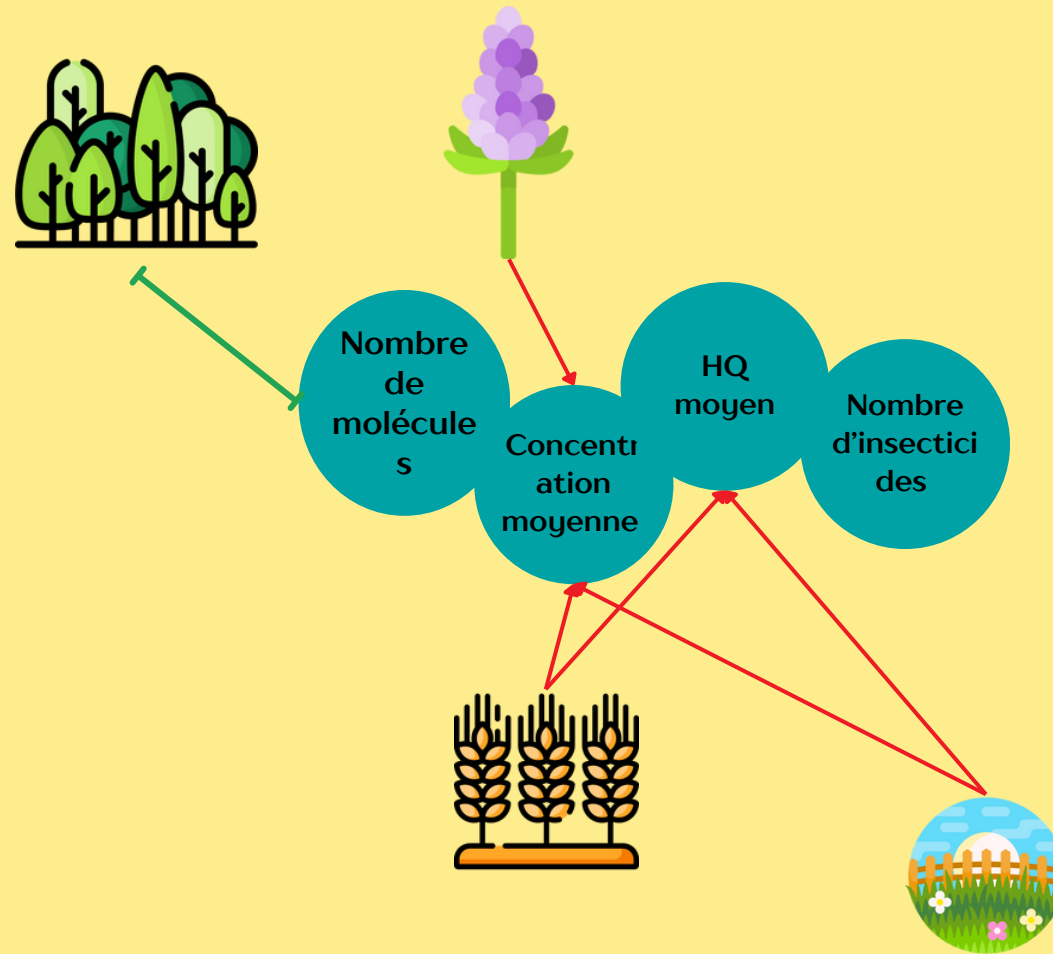 Nombre
de
molécule
s
Concentr
ation
moyenne
HQ
moyen
Nombre
d'insectici
des